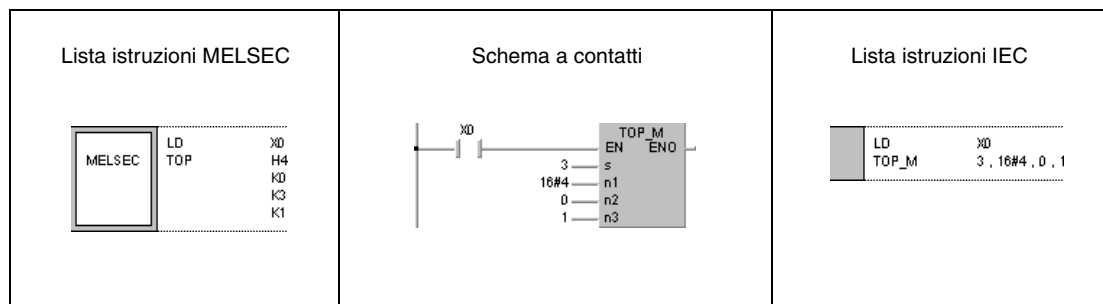 Lista istruzioni MELSEC
MELSEC
LD X0
TOP H4
K0
K3
K1
Schema a contatti
X0
TOP_M
EN ENO
3 s
16#4 n1
0 n2
1 n3
Lista istruzioni IEC
LD X0
TOP_M 3 , 16#4 , 0 , 1